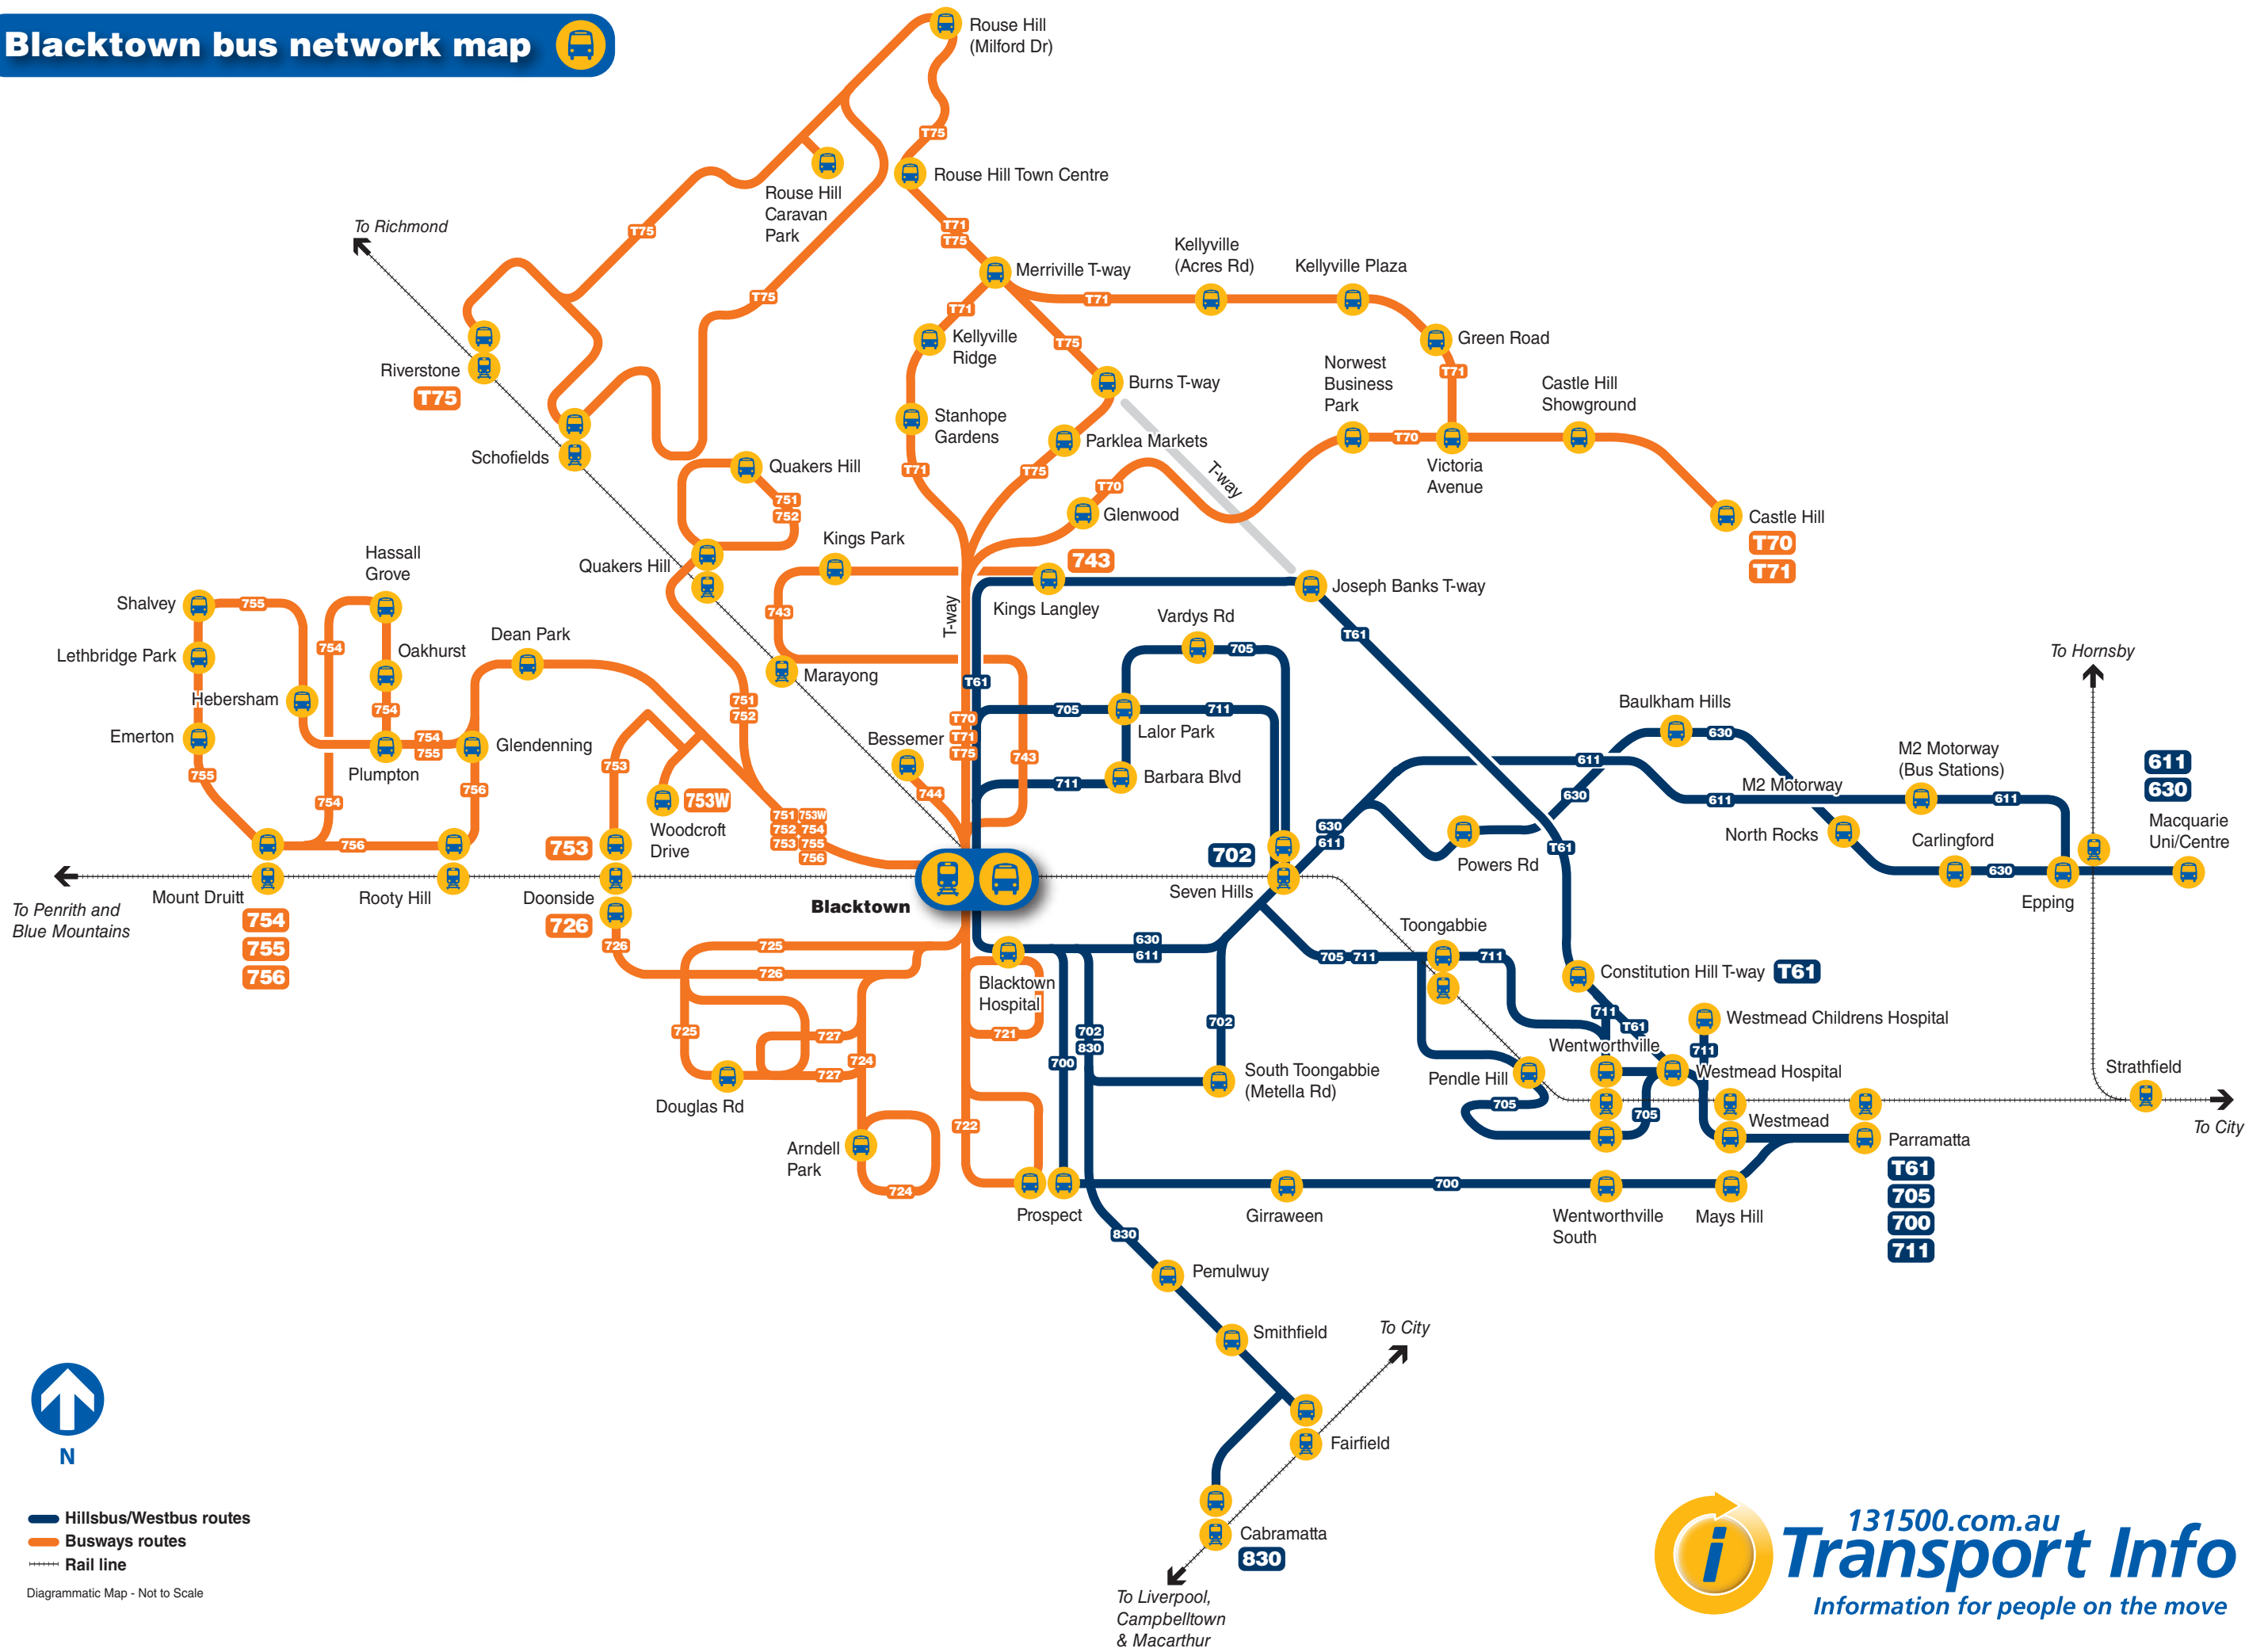 Blacktown bus network map
Rouse Hill
(Milford Dr)
T75
Rouse Hill Town Centre
Rouse Hill
Caravan
Park
To Richmond
T75
T71
T75
Merriville T-way
Kellyville
(Acres Rd)
Kellyville Plaza
T75
T71
T71
Kellyville
Ridge
T75
Green Road
Riverstone
T75
Burns T-way
Norwest
Business
Park
T71
Castle Hill
Showground
Stanhope
Gardens
Parklea Markets
T70
Schofields
Quakers Hill
T71
T75
T-way
Victoria
Avenue
751
752
T70
Glenwood
Castle Hill
T70
T71
Kings Park
Hassall
Grove
Quakers Hill
743
Joseph Banks T-way
Shalvey
755
743
T-way
Kings Langley
Vardys Rd
T61
Dean Park
754
Oakhurst
705
To Hornsby
Lethbridge Park
Marayong
T61
Hebersham
751
752
754
705
711
Baulkham Hills
630
T70
T71
T75
Lalor Park
Emerton
754
755
Glendenning
Bessemer
743
M2 Motorway
(Bus Stations)
611
630
Plumpton
755
753
744
711
Barbara Blvd
611
M2 Motorway
756
754
753W
Woodcroft
Drive
630
611
611
Macquarie
Uni/Centre
751
753W
752
754
753
755
756
630
611
North Rocks
Carlingford
753
702
Powers Rd
T61
756
630
Mount Druitt
Rooty Hill
Doonside
Blacktown
Seven Hills
Epping
To Penrith and
Blue Mountains
754
755
756
726
726
725
630
611
Toongabbie
705
711
711
726
Blacktown
Hospital
Constitution Hill T-way
T61
725
727
721
702
830
702
711
T61
Westmead Childrens Hospital
724
700
Wentworthville
711
727
South Toongabbie
(Metella Rd)
Pendle Hill
Westmead Hospital
Strathfield
Douglas Rd
722
705
705
Westmead
To City
Arndell
Park
Parramatta
T61
705
700
711
724
700
Prospect
Girraween
Wentworthville
South
Mays Hill
830
Pemulwuy
Smithfield
To City
Fairfield
N
Cabramatta
830
Hillsbus/Westbus routes
Busways routes
Rail line
Diagrammatic Map - Not to Scale
To Liverpool,
Campbelltown
& Macarthur
131500.com.au
i
Transport Info
Information for people on the move